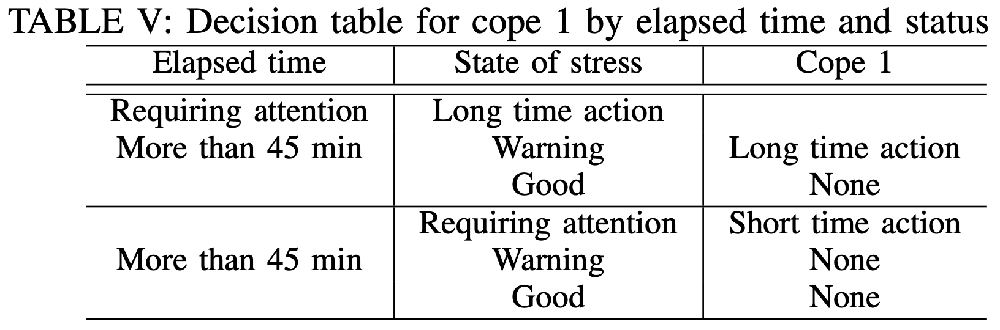 TABLE V: Decision table for cope 1 by elapsed time and status
Elapsed time State of stress Cope 1
Requiring attention Long time action
More than 45 min Warning Long time action
Good None
Requiring attention Short time action
More than 45 min Warning None
Good None